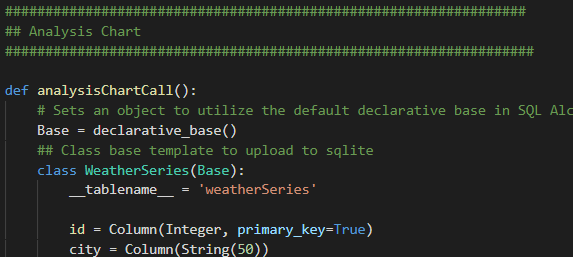 ##################################################################
## Analysis Chart
###################################################################
def analysisChartCall():
# Sets an object to utilize the default declarative base in SQL Alc
Base = declarative_base()
## Class base template to upload to sqlite
class WeatherSeries(Base):
__tablename__ = 'weatherSeries'
id = Column(Integer, primary_key=True)
city = Column(String(50))